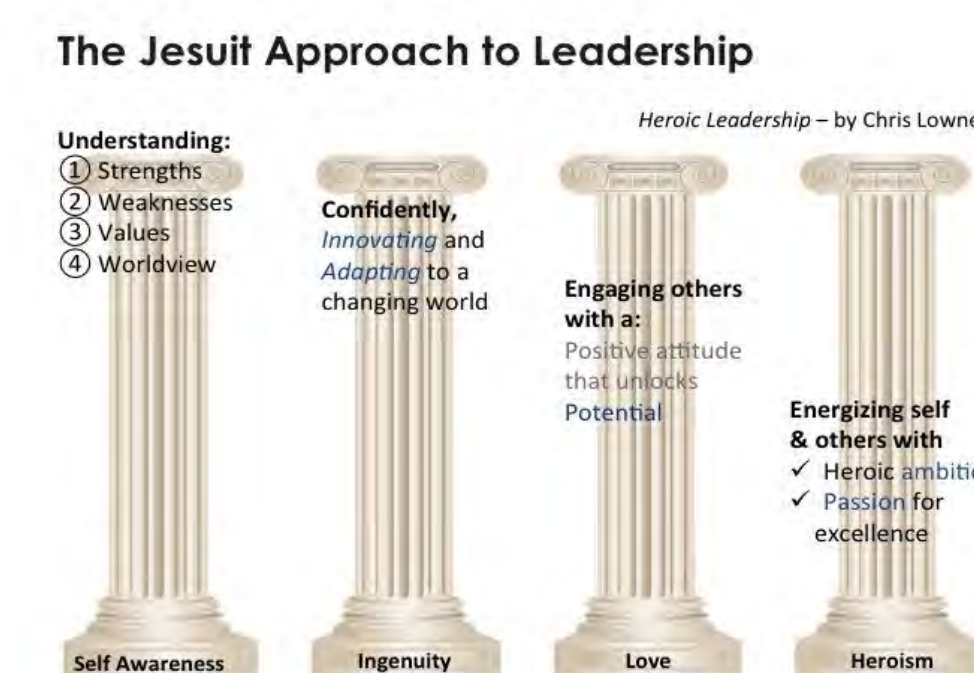 The Jesuit Approach to Leadership
Heroic Leadership – by Chris
Understanding:
1 Strengths
2 Weaknesses
3 Values
4 Worldview
Confidently,
Innovating and
Adapting to a
changing world
Engaging others
with a:
Positive attitude
that unlocks
Potential
Energizing self
& others with
✓ Heroic
✓ Passion for
excellence
Self Awareness
Ingenuity
Love
Heroism